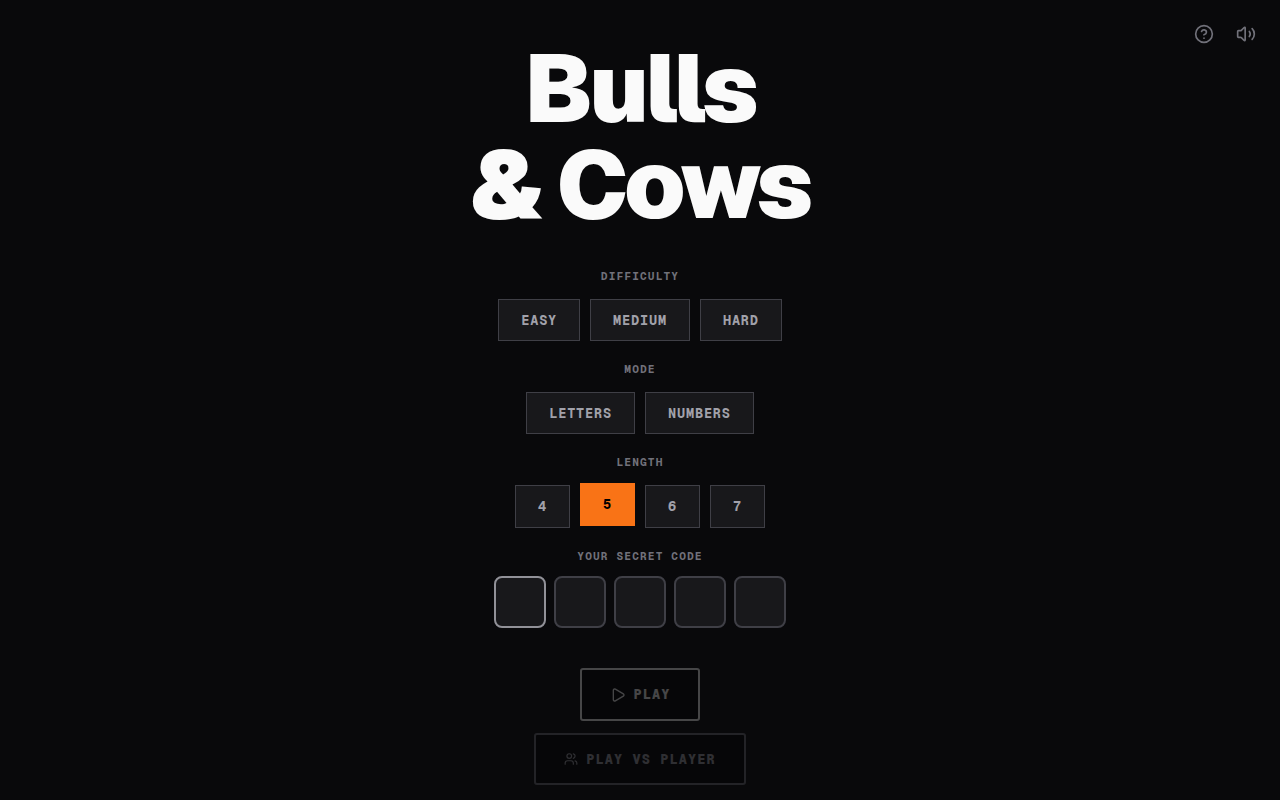 Bulls
& Cows
DIFFICULTY
EASY MEDIUM HARD
MODE
LETTERS NUMBERS
LENGTH
4 5 6 7
YOUR SECRET CODE
PLAY
PLAY VS PLAYER